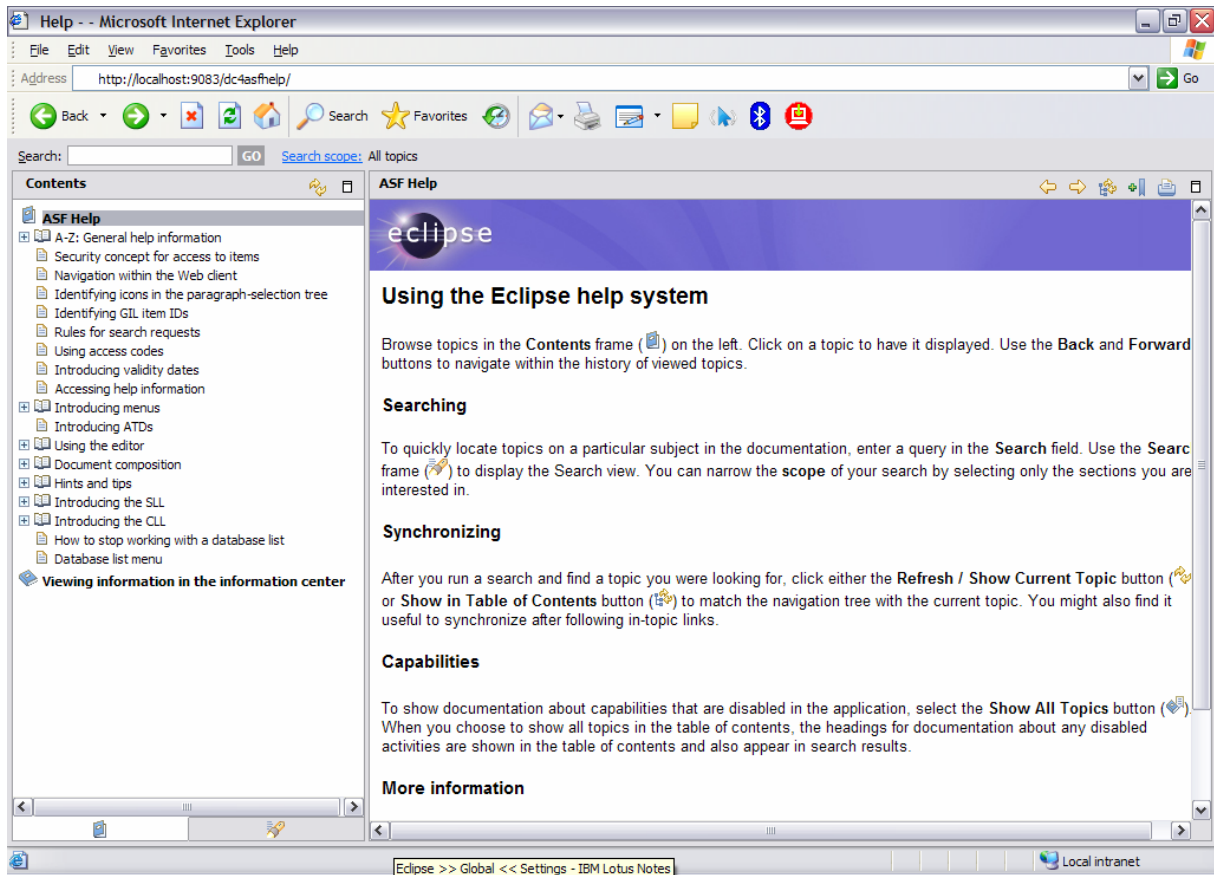 Help - - Microsoft Internet Explorer
File Edit View Favorites Tools Help
Address http://localhost:9083/dc4asfhelp/ Go
Back Search Favorites
Search: GO Search scope: All topics
Contents
ASF Help
A-Z: General help information
Security concept for access to items
Navigation within the Web client
Identifying icons in the paragraph-selection tree
Identifying GIL item IDs
Rules for search requests
Using access codes
Introducing validity dates
Accessing help information
Introducing menus
Introducing ATDs
Using the editor
Document composition
Hints and tips
Introducing the SLL
Introducing the CLL
How to stop working with a database list
Database list menu
Viewing information in the information center
ASF Help
eclipse
Using the Eclipse help system
Browse topics in the Contents frame ( ) on the left. Click on a topic to have it displayed. Use the Back and Forward
buttons to navigate within the history of viewed topics.
Searching
To quickly locate topics on a particular subject in the documentation, enter a query in the Search field. Use the Searc
frame ( ) to display the Search view. You can narrow the scope of your search by selecting only the sections you are
interested in.
Synchronizing
After you run a search and find a topic you were looking for, click either the Refresh / Show Current Topic button (
or Show in Table of Contents button ( ) to match the navigation tree with the current topic. You might also find it
useful to synchronize after following in-topic links.
Capabilities
To show documentation about capabilities that are disabled in the application, select the Show All Topics button ( ).
When you choose to show all topics in the table of contents, the headings for documentation about any disabled
activities are shown in the table of contents and also appear in search results.
More information
Eclipse >> Global << Settings - IBM Lotus Notes
Local intranet